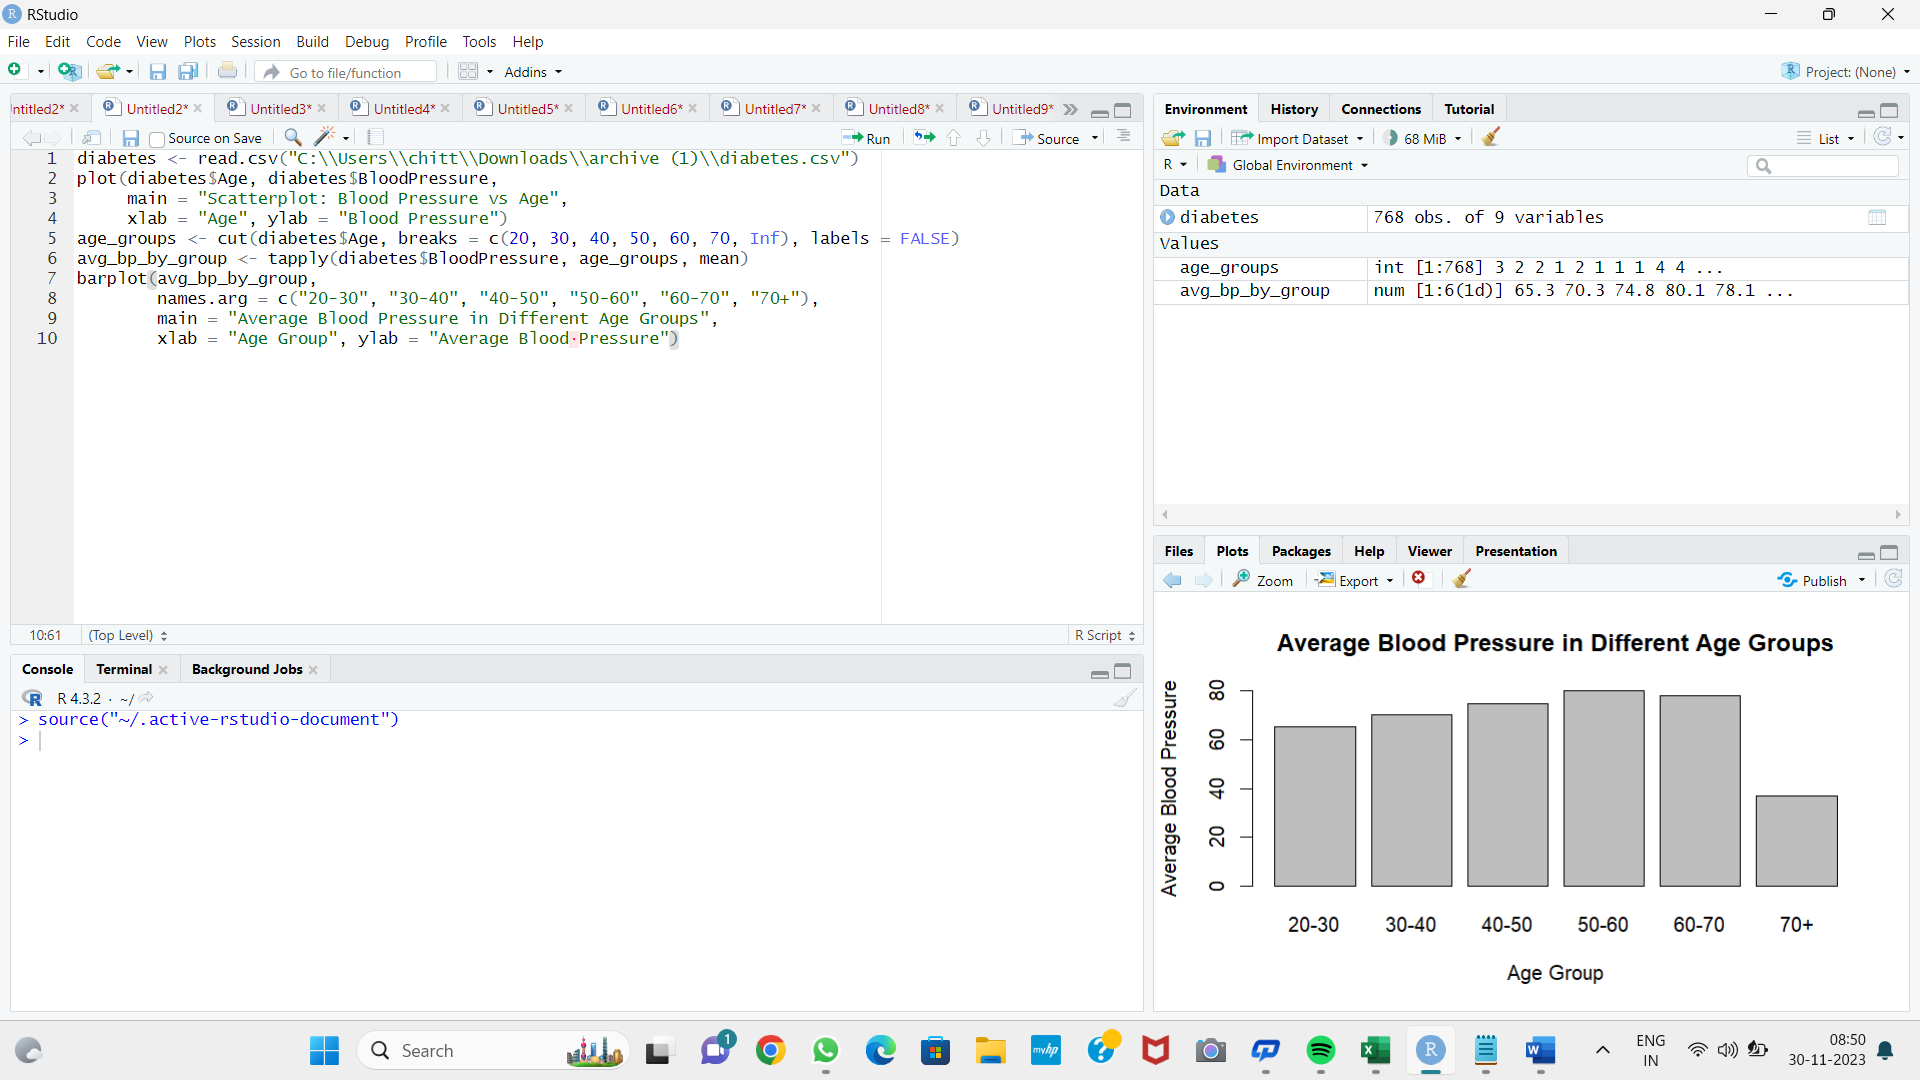 RStudio
File Edit Code View Plots Session Build Debug Profile Tools Help
Go to file/function Addins Project: (None)
ntitled2* Untitled2* Untitled3* Untitled4* Untitled5* Untitled6* Untitled7* Untitled8* Untitled9*
Source on Save Run Source
1 diabetes <- read.csv("C:\\Users\\chitt\\Downloads\\archive (1)\\diabetes.csv")
2 plot(diabetes$Age, diabetes$BloodPressure,
3 main = "Scatterplot: Blood Pressure vs Age",
4 xlab = "Age", ylab = "Blood Pressure")
5 age_groups <- cut(diabetes$Age, breaks = c(20, 30, 40, 50, 60, 70, Inf), labels = FALSE)
6 avg_bp_by_group <- tapply(diabetes$BloodPressure, age_groups, mean)
7 barplot(avg_bp_by_group,
8 names.arg = c("20-30", "30-40", "40-50", "50-60", "60-70", "70+"),
9 main = "Average Blood Pressure in Different Age Groups",
10 xlab = "Age Group", ylab = "Average Blood Pressure")
10:61 (Top Level) R Script
Console Terminal Background Jobs
R R 4.3.2 · ~/
> source("~/.active-rstudio-document")
>
Environment History Connections Tutorial
Import Dataset 68 MiB List
R Global Environment
Data
diabetes 768 obs. of 9 variables
Values
age_groups int [1:768] 3 2 2 1 2 1 1 1 4 4 ...
avg_bp_by_group num [1:6(1d)] 65.3 70.3 74.8 80.1 78.1 ...
Files Plots Packages Help Viewer Presentation
Zoom Export Publish
Average Blood Pressure in Different Age Groups
Average Blood Pressure
80
60
40
20
0
20-30 30-40 40-50 50-60 60-70 70+
Age Group
Search 1 myhp ? R W ENG 08:50
IN 30-11-2023